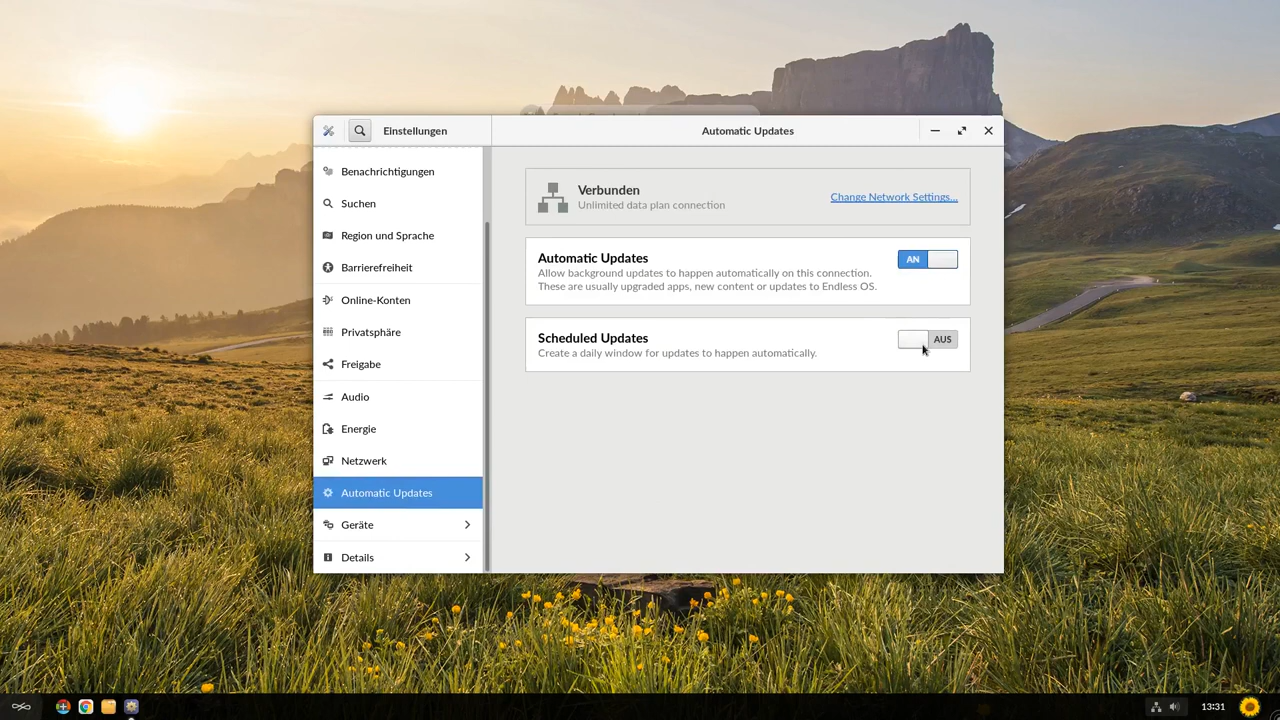 Einstellungen
Automatic Updates
Benachrichtigungen
Suchen
Region und Sprache
Barrierefreiheit
Online-Konten
Privatsphäre
Freigabe
Audio
Energie
Netzwerk
Automatic Updates
Geräte
Details
Verbunden
Unlimited data plan connection
Change Network Settings...
Automatic Updates
Allow background updates to happen automatically on this connection.
These are usually upgraded apps, new content or updates to Endless OS.
AN
Scheduled Updates
Create a daily window for updates to happen automatically.
AUS
13:31